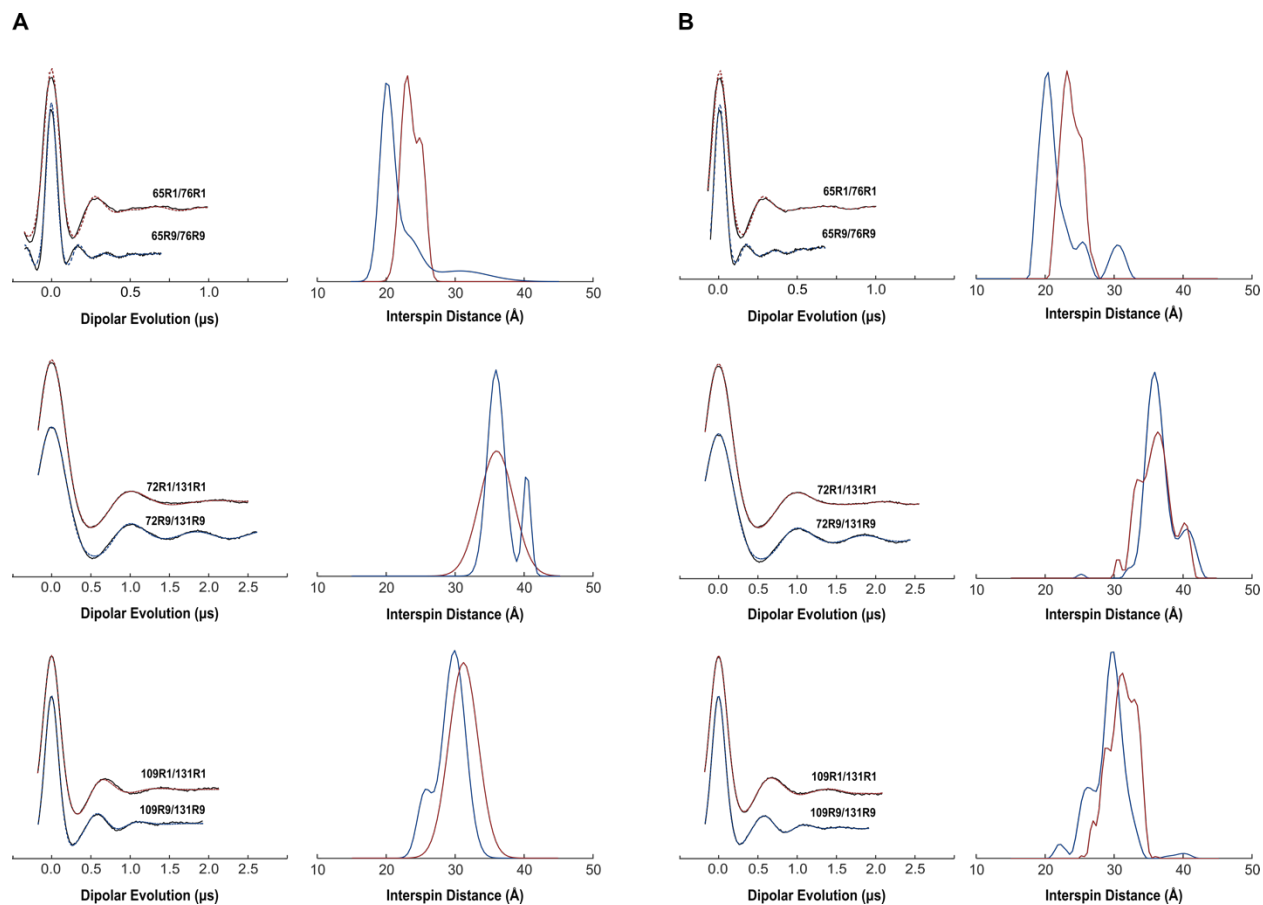 A
B
65R1/76R1
65R9/76R9
0.0 0.5 1.0
Dipolar Evolution (µs)
10 20 30 40 50
Interspin Distance (Å)
65R1/76R1
65R9/76R9
0.0 0.5 1.0
Dipolar Evolution (µs)
10 20 30 40 50
Interspin Distance (Å)
72R1/131R1
72R9/131R9
0.0 0.5 1.0 1.5 2.0 2.5
Dipolar Evolution (µs)
10 20 30 40 50
Interspin Distance (Å)
72R1/131R1
72R9/131R9
0.0 0.5 1.0 1.5 2.0 2.5
Dipolar Evolution (µs)
10 20 30 40 50
Interspin Distance (Å)
109R1/131R1
109R9/131R9
0.0 0.5 1.0 1.5 2.0 2.5
Dipolar Evolution (µs)
10 20 30 40 50
Interspin Distance (Å)
109R1/131R1
109R9/131R9
0.0 0.5 1.0 1.5 2.0 2.5
Dipolar Evolution (µs)
10 20 30 40 50
Interspin Distance (Å)